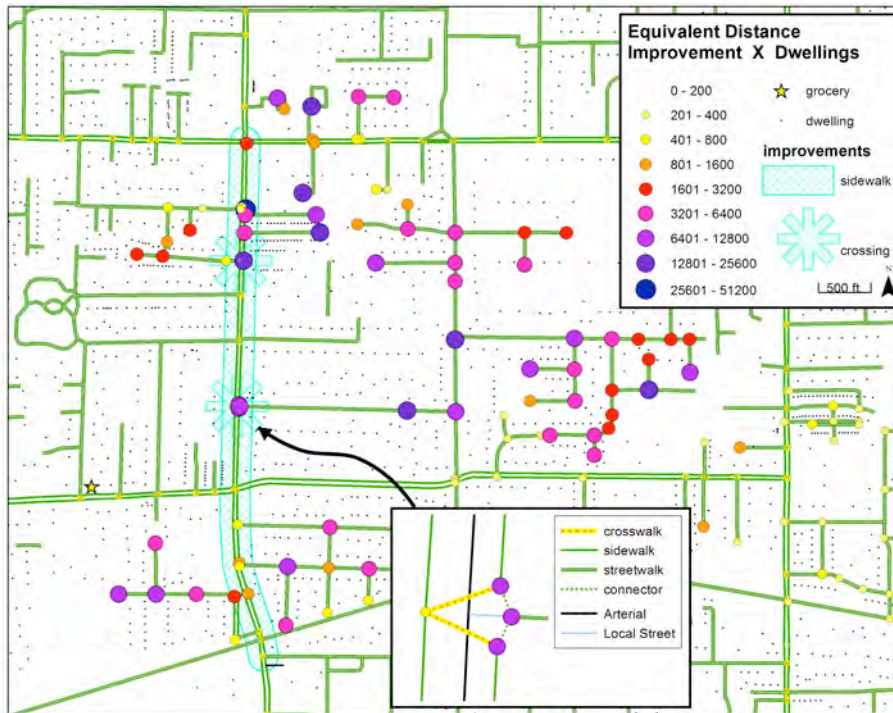 Equivalent Distance
Improvement X Dwellings
0 - 200
201 - 400
401 - 800
801 - 1600
1601 - 3200
3201 - 6400
6401 - 12800
12801 - 25600
25601 - 51200
grocery
dwelling
improvements
sidewalk
crossing
N
500 ft
crosswalk
sidewalk
streetwalk
connector
Arterial
Local Street